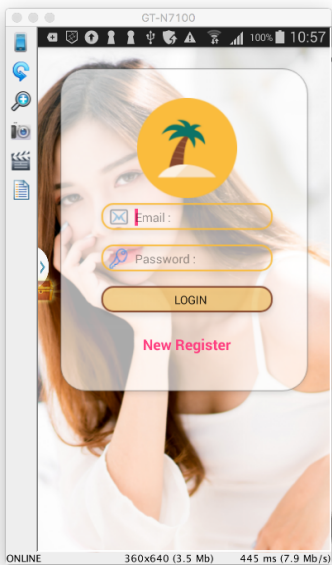 GT-N7100
100% 10:57
Email :
Password :
LOGIN
New Register
ONLINE 360x640 (3.5 Mb) 445 ms (7.9 Mb/s)